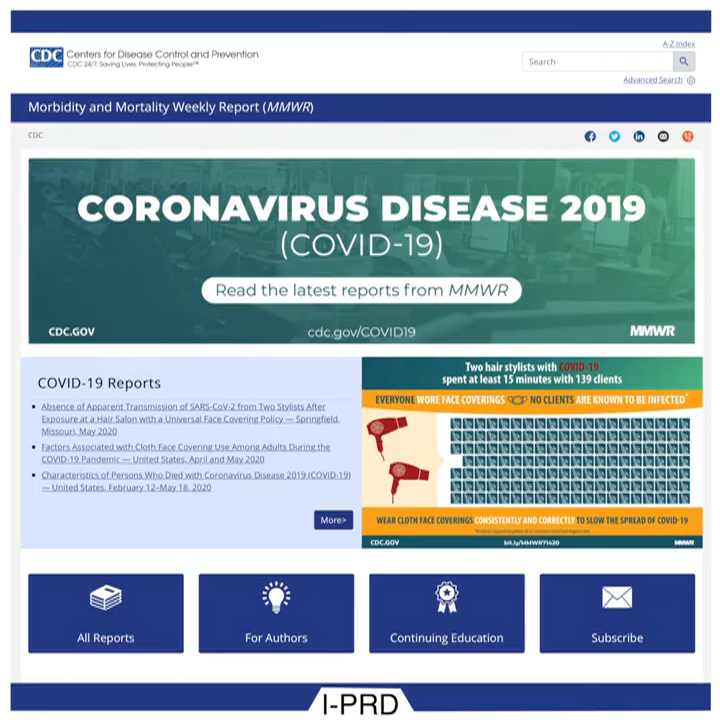 A-Z Index
CDC Centers for Disease Control and Prevention
CDC 24/7: Saving Lives, Protecting People™
Search
Advanced Search
Morbidity and Mortality Weekly Report (MMWR)
CDC
CORONAVIRUS DISEASE 2019
(COVID-19)
Read the latest reports from MMWR
CDC.GOV
cdc.gov/COVID19
MMWR
COVID-19 Reports
Absence of Apparent Transmission of SARS-CoV-2 from Two Stylists After
Exposure at a Hair Salon with a Universal Face Covering Policy — Springfield,
Missouri, May 2020
Factors Associated with Cloth Face Covering Use Among Adults During the
COVID-19 Pandemic — United States, April and May 2020
Characteristics of Persons Who Died with Coronavirus Disease 2019 (COVID-19)
— United States, February 12–May 18, 2020
More>
Two hair stylists with COVID-19
spent at least 15 minutes with 139 clients
EVERYONE WORE FACE COVERINGS NO CLIENTS ARE KNOWN TO BE INFECTED*
WEAR CLOTH FACE COVERINGS CONSISTENTLY AND CORRECTLY TO SLOW THE SPREAD OF COVID-19
CDC.GOV
bit.ly/MMWR71420
MMWR
All Reports
For Authors
Continuing Education
Subscribe
I-PRD